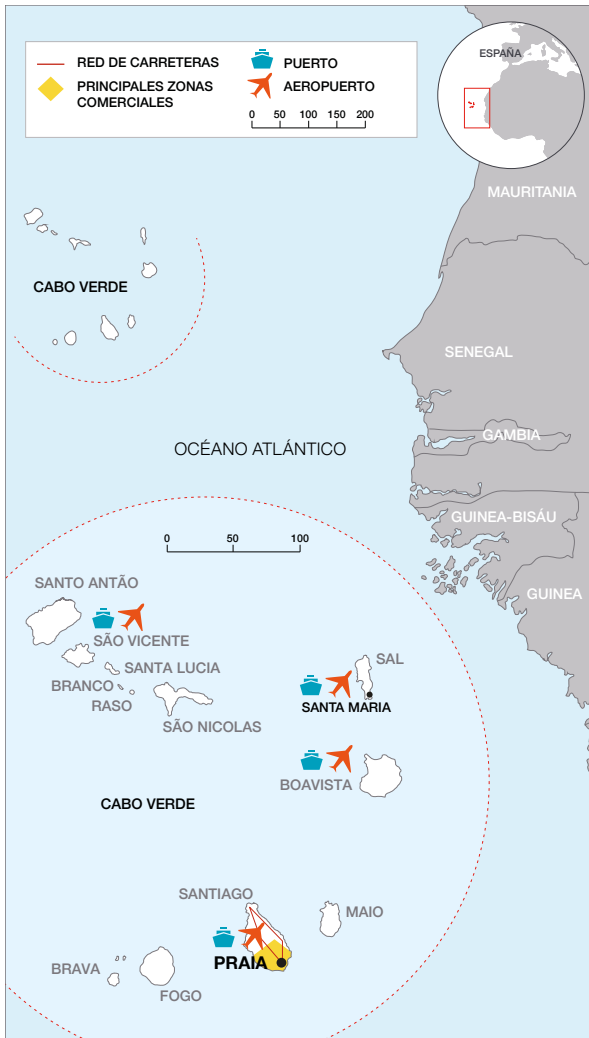 RED DE CARRETERAS
PRINCIPALES ZONAS
COMERCIALES
PUERTO
AEROPUERTO
0 50 100 150 200
ESPAÑA
MAURITANIA
CABO VERDE
SENEGAL
GAMBIA
OCÉANO ATLÁNTICO
GUINEA-BISÁU
GUINEA
0 50 100
SANTO ANTÃO
SÃO VICENTE
SANTA LUCIA
BRANCO
RASO
SÃO NICOLAS
SAL
SANTA MARIA
BOAVISTA
CABO VERDE
SANTIAGO
MAIO
PRAIA
BRAVA
FOGO